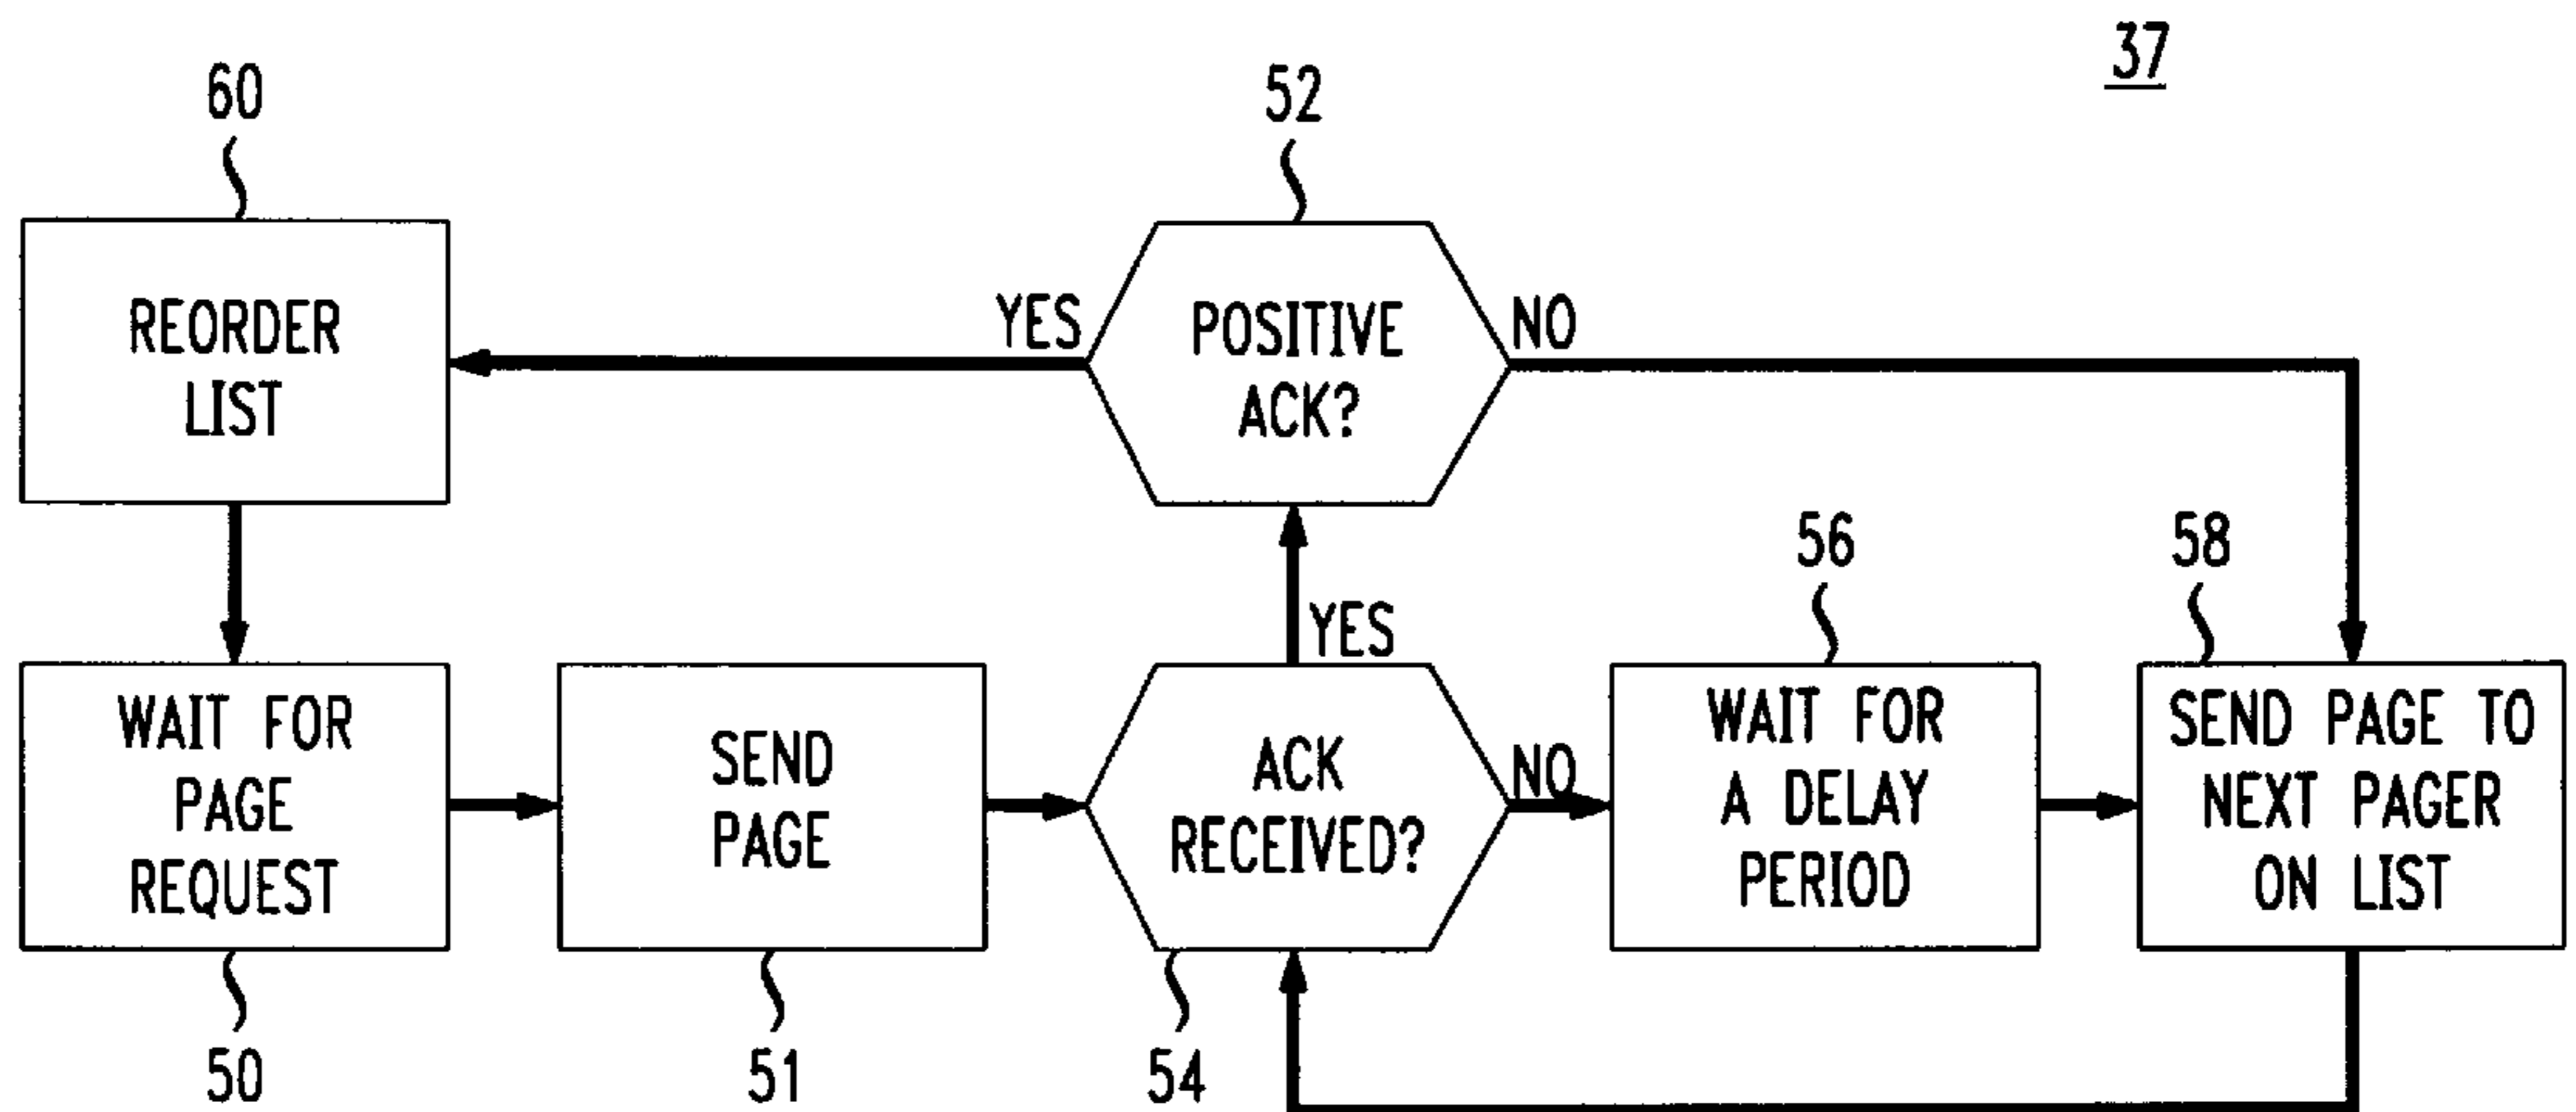 37
60
52
REORDER
LIST
YES
POSITIVE
ACK?
NO
56
58
YES
WAIT FOR
PAGE
REQUEST
SEND
PAGE
ACK
RECEIVED?
NO
WAIT FOR
A DELAY
PERIOD
SEND PAGE TO
NEXT PAGER
ON LIST
50
51
54